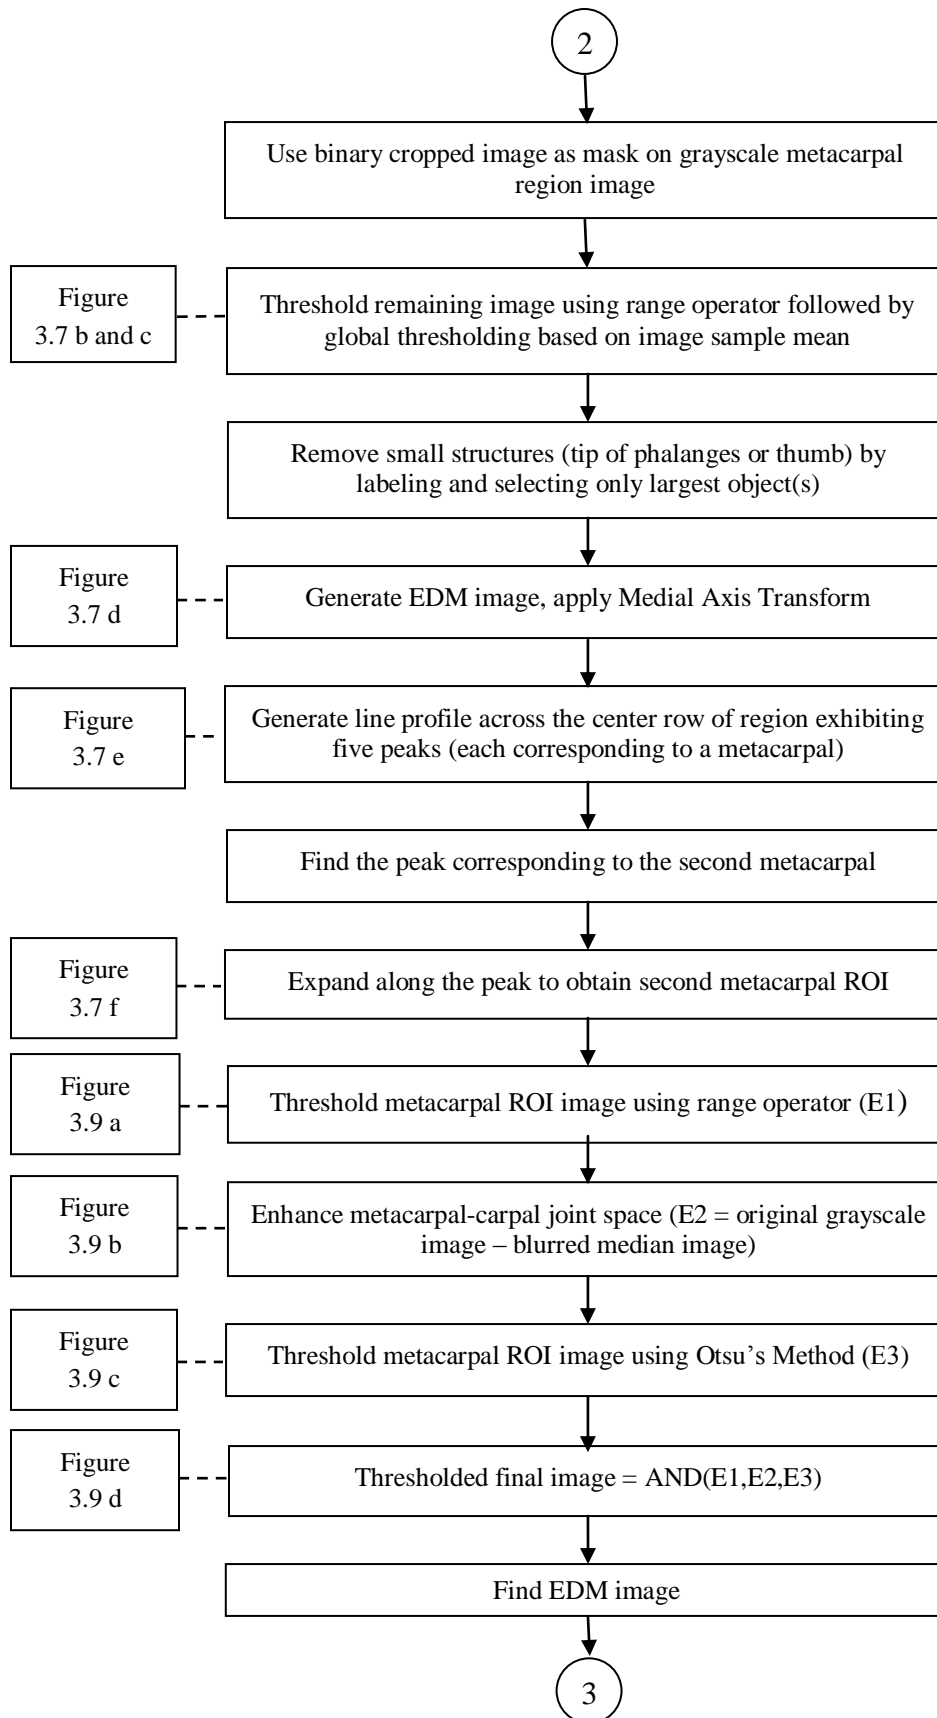 2
Use binary cropped image as mask on grayscale metacarpal
region image
Figure
3.7 b and c
Threshold remaining image using range operator followed by
global thresholding based on image sample mean
Remove small structures (tip of phalanges or thumb) by
labeling and selecting only largest object(s)
Figure
3.7 d
Generate EDM image, apply Medial Axis Transform
Figure
3.7 e
Generate line profile across the center row of region exhibiting
five peaks (each corresponding to a metacarpal)
Find the peak corresponding to the second metacarpal
Figure
3.7 f
Expand along the peak to obtain second metacarpal ROI
Figure
3.9 a
Threshold metacarpal ROI image using range operator (E1)
Figure
3.9 b
Enhance metacarpal-carpal joint space (E2 = original grayscale
image – blurred median image)
Figure
3.9 c
Threshold metacarpal ROI image using Otsu’s Method (E3)
Figure
3.9 d
Thresholded final image = AND(E1,E2,E3)
Find EDM image
3